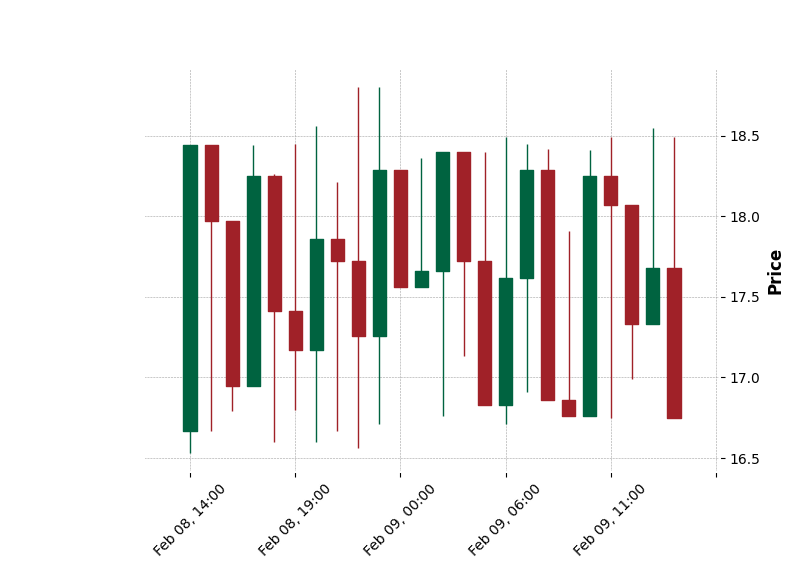 18.5
18.0
17.5
17.0
16.5
Price
Feb 08, 14:00
Feb 08, 19:00
Feb 09, 00:00
Feb 09, 06:00
Feb 09, 11:00